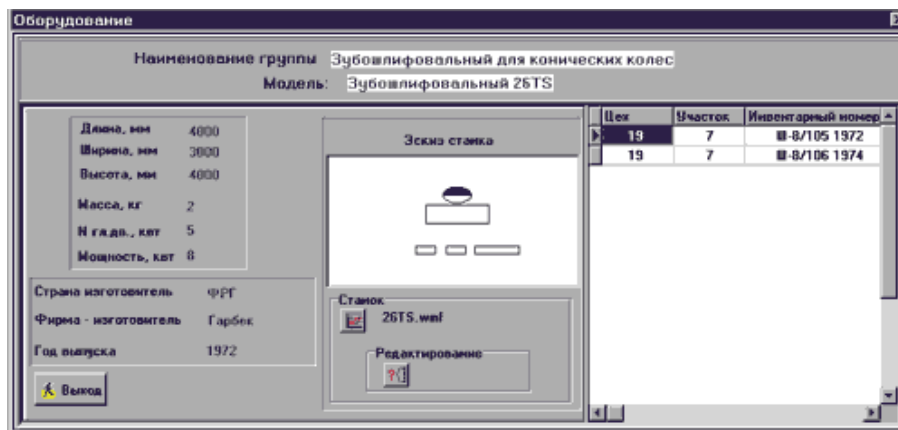 Оборудование
Наименование группы Зубошлифовальный для конических колес
Модель: Зубошлифовальный 26TS
Длина, мм 4000
Ширина, мм 3800
Высота, мм 4000
Масса, кг 2
N гл.дв., квт 5
Мощность, квт 8
Страна изготовитель ФРГ
Фирма - изготовитель Гарбек
Год выпуска 1972
Выход
Эскиз станка
Станок
26TS.wmf
Редактирование
Цех Участок Инвентарный номер
19 7 Ш-8/105 1972
19 7 Ш-8/106 1974